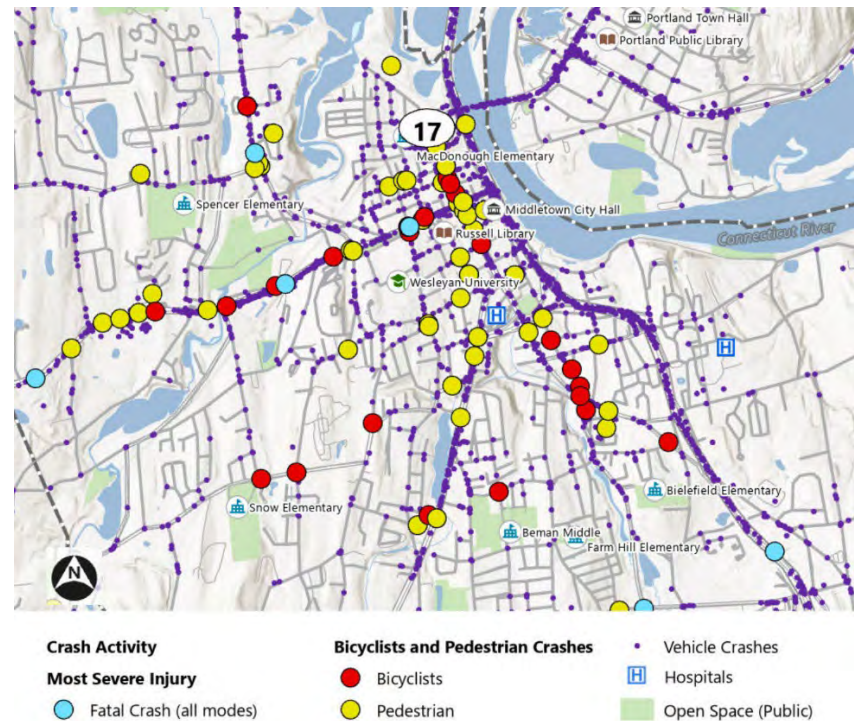 Portland Town Hall
Portland Public Library
17
MacDonough Elementary
Spencer Elementary
Middletown City Hall
Russell Library
Connecticut River
Wesleyan University
H
H
Snow Elementary
Bielefield Elementary
Beman Middle
Farm Hill Elementary
N
Crash Activity
Most Severe Injury
Fatal Crash (all modes)
Bicyclists and Pedestrian Crashes
Bicyclists
Pedestrian
Vehicle Crashes
H Hospitals
Open Space (Public)